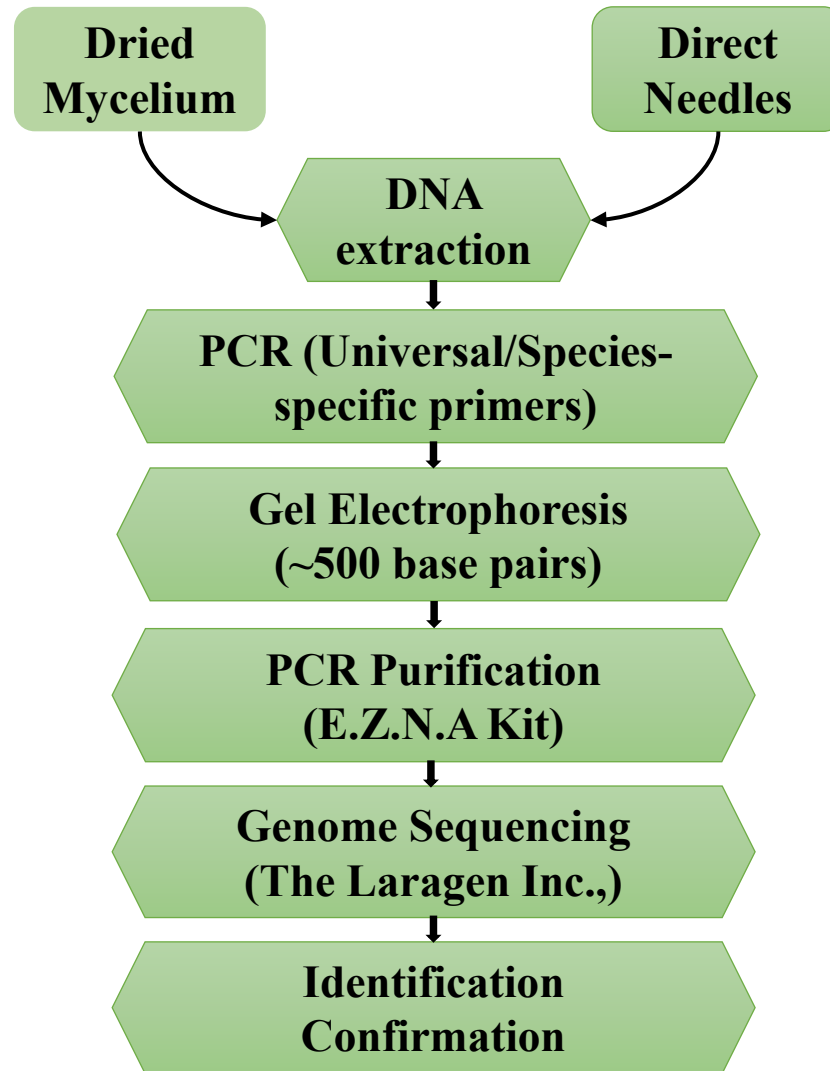 Dried
Mycelium
Direct
Needles
DNA
extraction
PCR (Universal/Species-
specific primers)
Gel Electrophoresis
(~500 base pairs)
PCR Purification
(E.Z.N.A Kit)
Genome Sequencing
(The Laragen Inc.,)
Identification
Confirmation